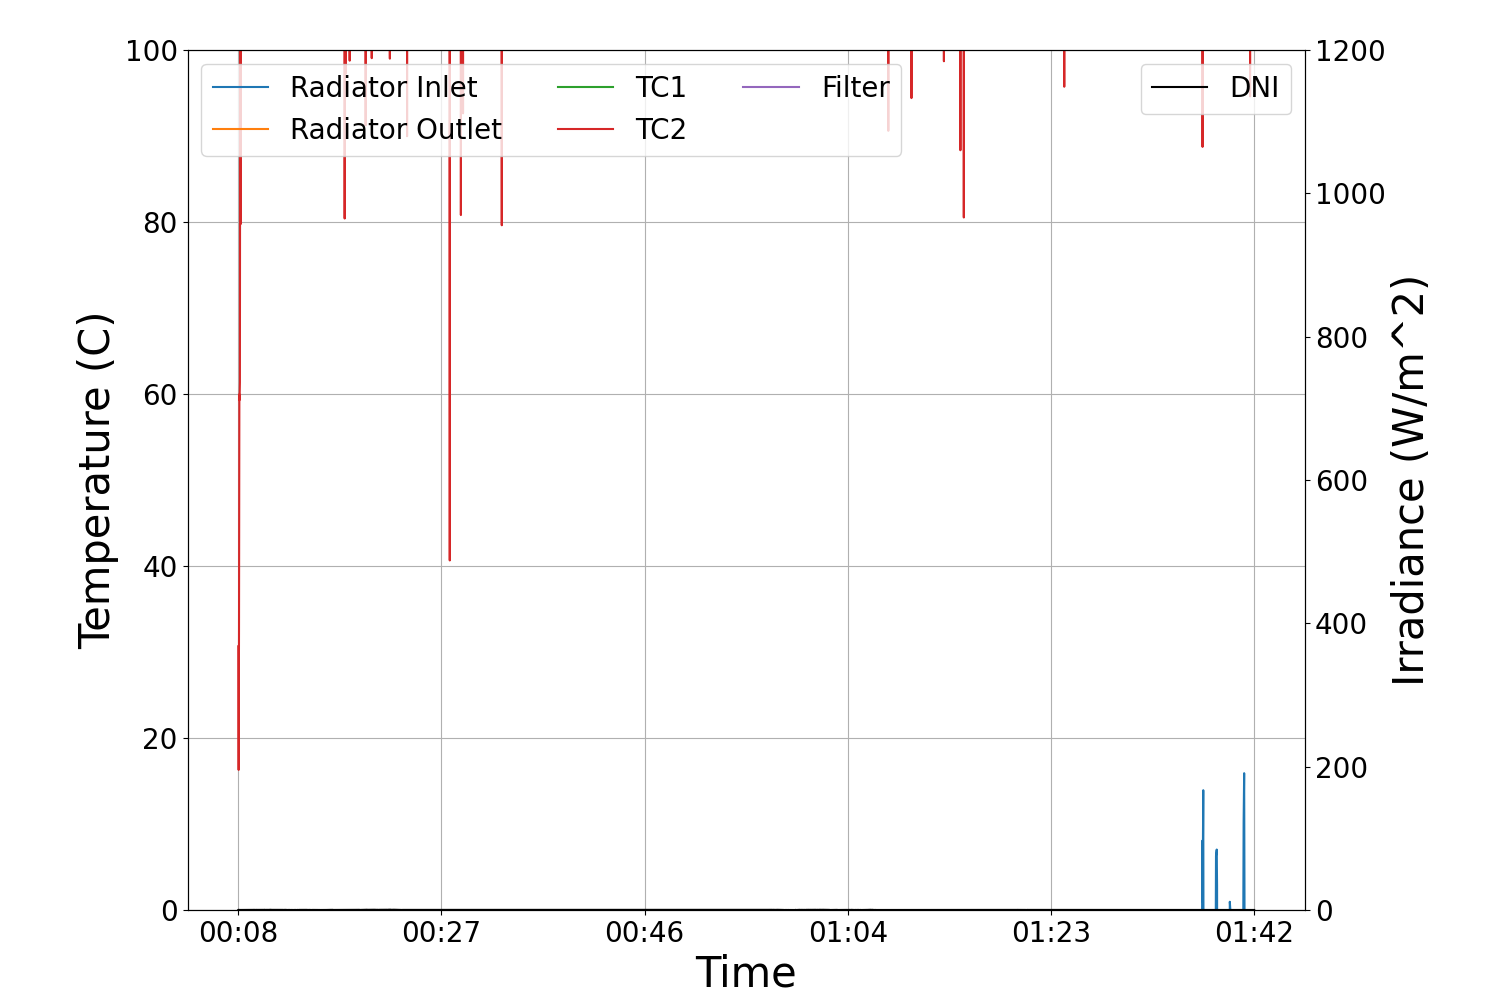 100
80
60
40
20
0
Temperature (C)
Radiator Inlet
Radiator Outlet
TC1
TC2
Filter
DNI
1200
1000
800
600
400
200
0
Irradiance (W/m^2)
00:08 00:27 00:46 01:04 01:23 01:42
Time